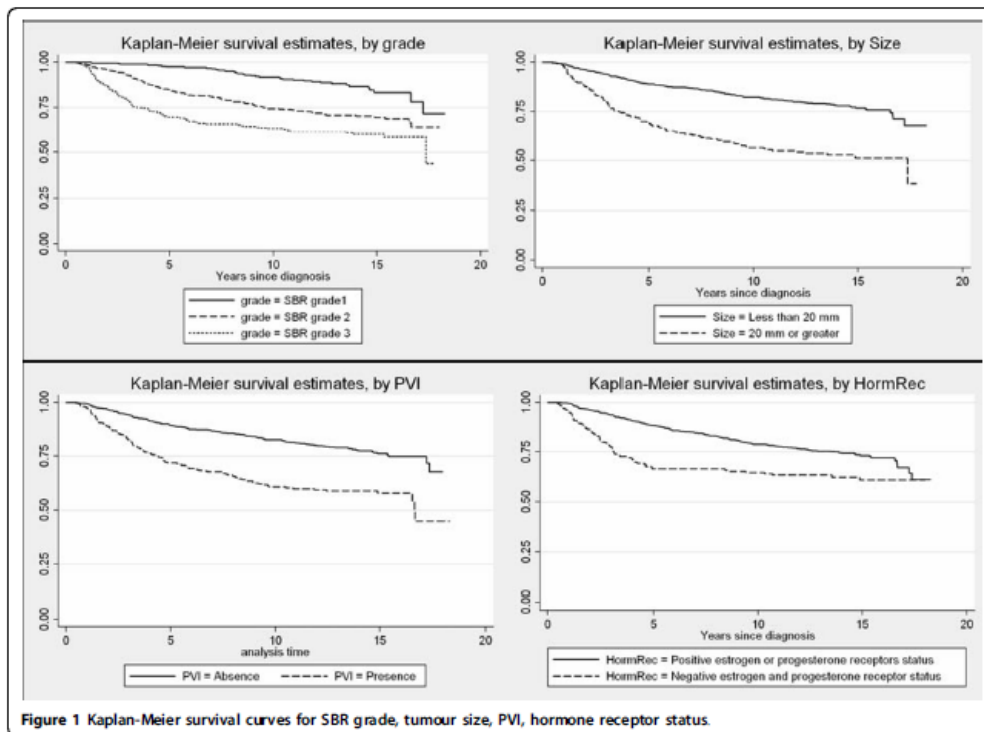 Kaplan-Meier survival estimates, by grade
1.00
0.75
0.50
0.25
0.00
0 5 10 15 20
Years since diagnosis
grade = SBR grade1
grade = SBR grade 2
grade = SBR grade 3
Kaplan-Meier survival estimates, by Size
1.00
0.75
0.50
0.25
0.00
0 5 10 15 20
Years since diagnosis
Size = Less than 20 mm
Size = 20 mm or greater
Kaplan-Meier survival estimates, by PVI
1.00
0.75
0.50
0.25
0.00
0 5 10 15 20
analysis time
PVI = Absence PVI = Presence
Kaplan-Meier survival estimates, by HormRec
1.00
0.75
0.50
0.25
0.00
0 5 10 15 20
Years since diagnosis
HormRec = Positive estrogen or progesterone receptors status
HormRec = Negative estrogen and progesterone receptor status
Figure 1 Kaplan-Meier survival curves for SBR grade, tumour size, PVI, hormone receptor status.